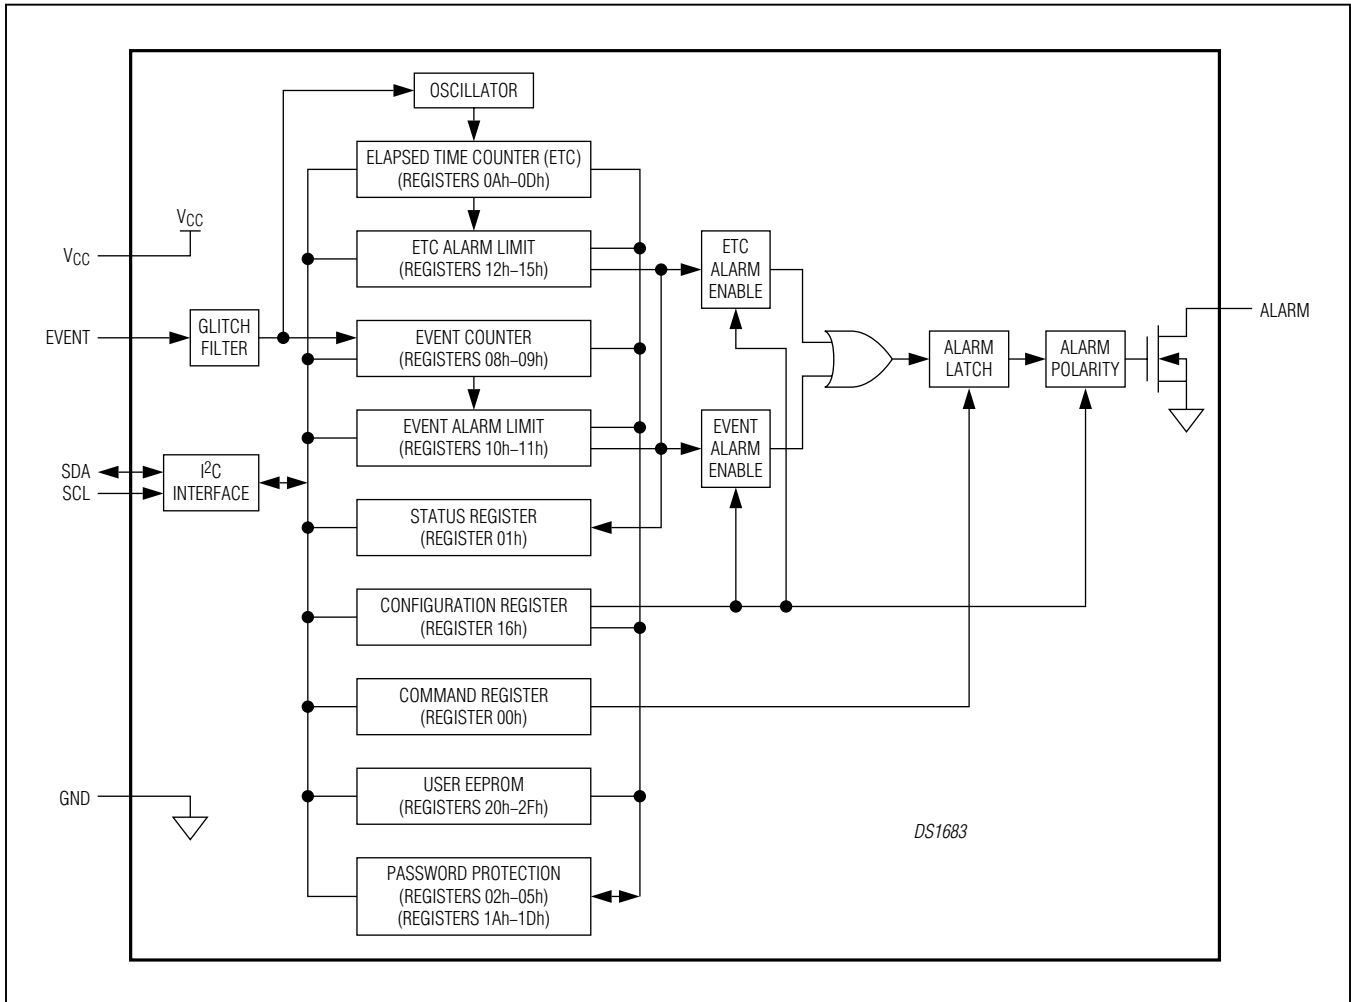 OSCILLATOR
ELAPSED TIME COUNTER (ETC)
(REGISTERS 0Ah–0Dh)
VCC
VCC
ETC ALARM LIMIT
(REGISTERS 12h–15h)
ETC
ALARM
ENABLE
EVENT
GLITCH
FILTER
EVENT COUNTER
(REGISTERS 08h–09h)
ALARM
LATCH
ALARM
POLARITY
ALARM
EVENT ALARM LIMIT
(REGISTERS 10h–11h)
EVENT
ALARM
ENABLE
SDA
SCL
I2C
INTERFACE
STATUS REGISTER
(REGISTER 01h)
CONFIGURATION REGISTER
(REGISTER 16h)
COMMAND REGISTER
(REGISTER 00h)
GND
USER EEPROM
(REGISTERS 20h–2Fh)
DS1683
PASSWORD PROTECTION
(REGISTERS 02h–05h)
(REGISTERS 1Ah–1Dh)